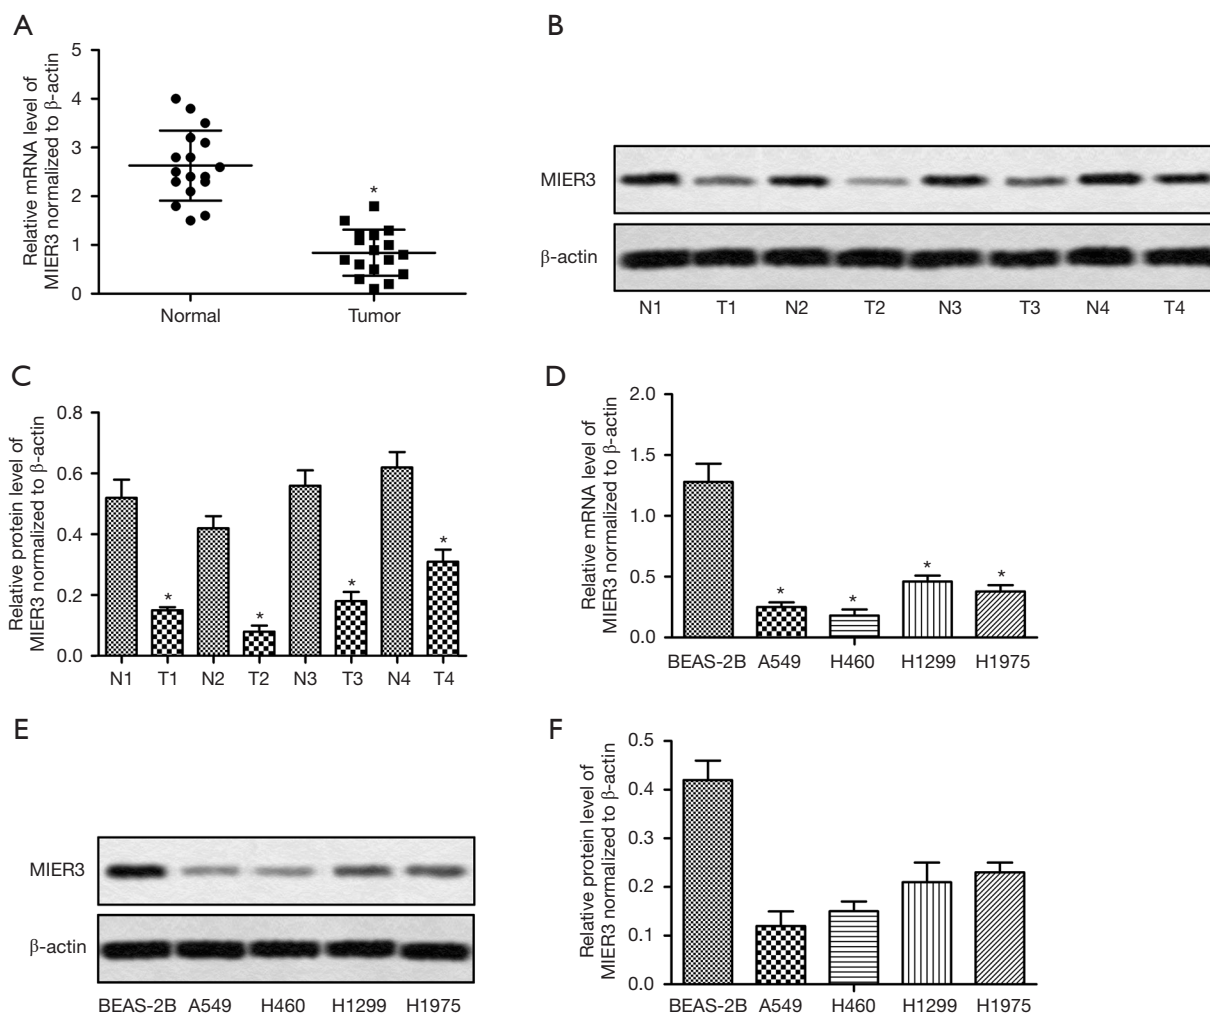 A
Relative mRNA level of
MIER3 normalized to β-actin
5
4
3
2
1
0
*
Normal Tumor
B
MIER3
β-actin
N1 T1 N2 T2 N3 T3 N4 T4
C
Relative protein level of
MIER3 normalized to β-actin
0.8
0.6
0.4
0.2
0.0
* * * *
N1 T1 N2 T2 N3 T3 N4 T4
D
Relative mRNA level of
MIER3 normalized to β-actin
2.0
1.5
1.0
0.5
0.0
* * * *
BEAS-2B A549 H460 H1299 H1975
E
MIER3
β-actin
BEAS-2B A549 H460 H1299 H1975
F
Relative protein level of
MIER3 normalized to β-actin
0.5
0.4
0.3
0.2
0.1
0.0
BEAS-2B A549 H460 H1299 H1975